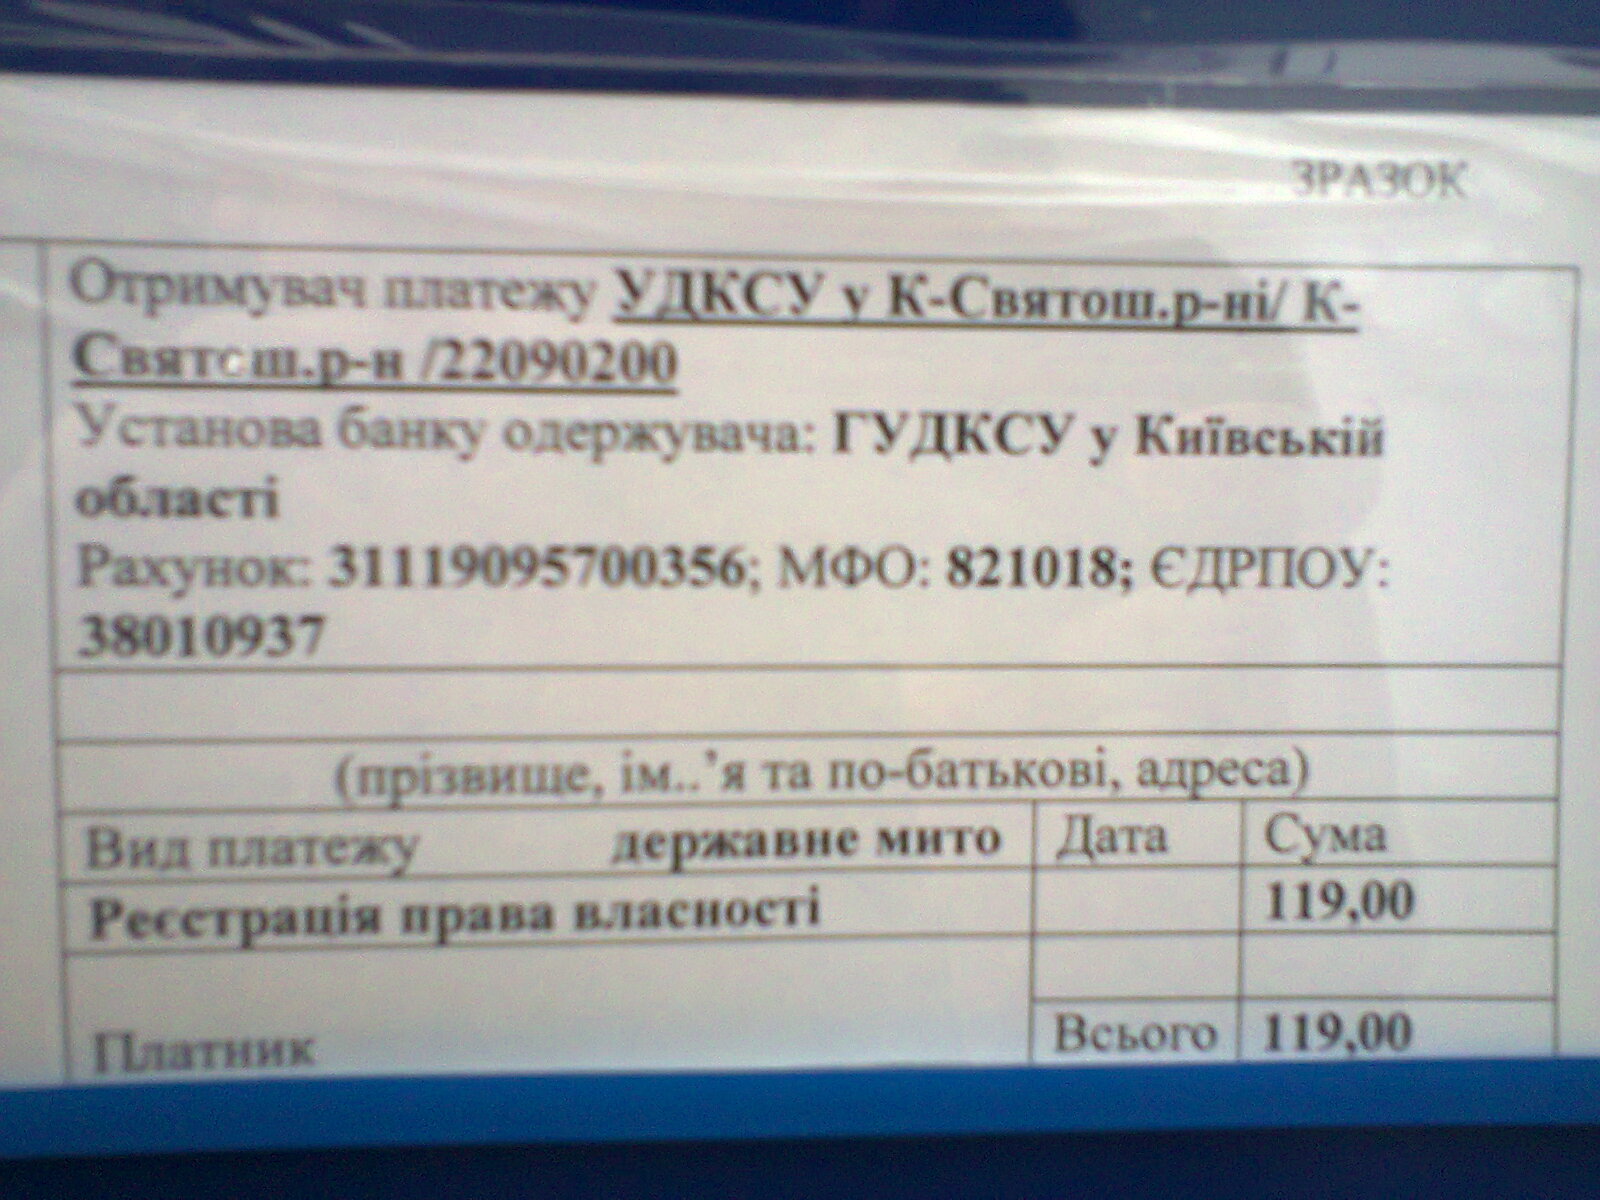 ЗРАЗОК
Отримувач платежу УДКСУ у К-Святош.р-ні/ К-
Святош.р-н /22090200
Установа банку одержувача: ГУДКСУ у Київській
області
Рахунок: 31119095700356; МФО: 821018; ЄДРПОУ:
38010937
(прізвище, ім..'я та по-батькові, адреса)
Вид платежу державне мито Дата Сума
Реєстрація права власності 119,00
Платник Всього 119,00